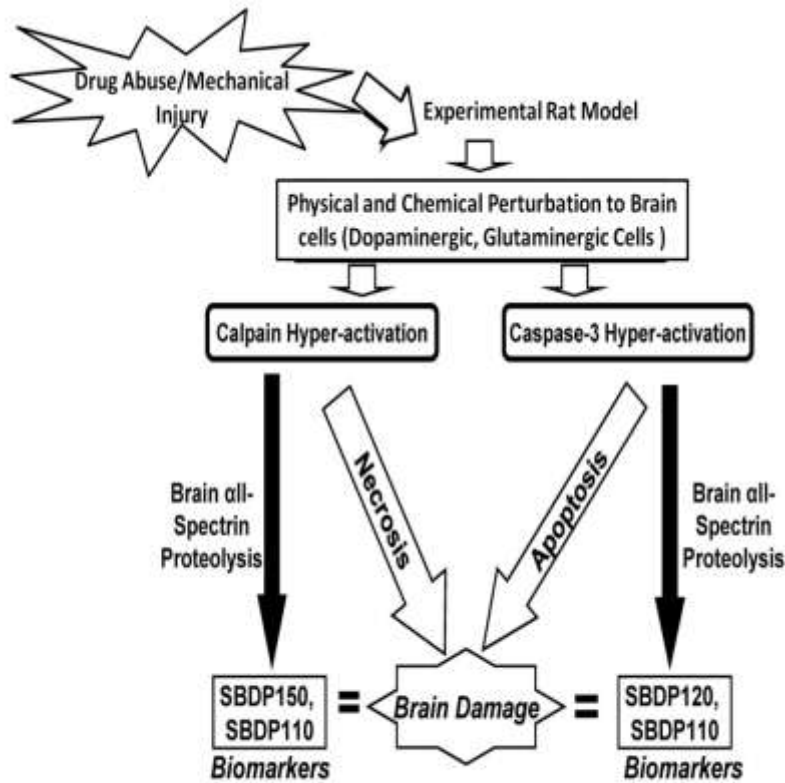 Drug Abuse/Mechanical
Injury
Experimental Rat Model
Physical and Chemical Perturbation to Brain
cells (Dopaminergic, Glutaminergic Cells )
Calpain Hyper-activation
Caspase-3 Hyper-activation
Necrosis
Apoptosis
Brain αII-
Spectrin
Proteolysis
Brain αII-
Spectrin
Proteolysis
SBDP150,
SBDP110
=
Brain Damage
=
SBDP120,
SBDP110
Biomarkers
Biomarkers